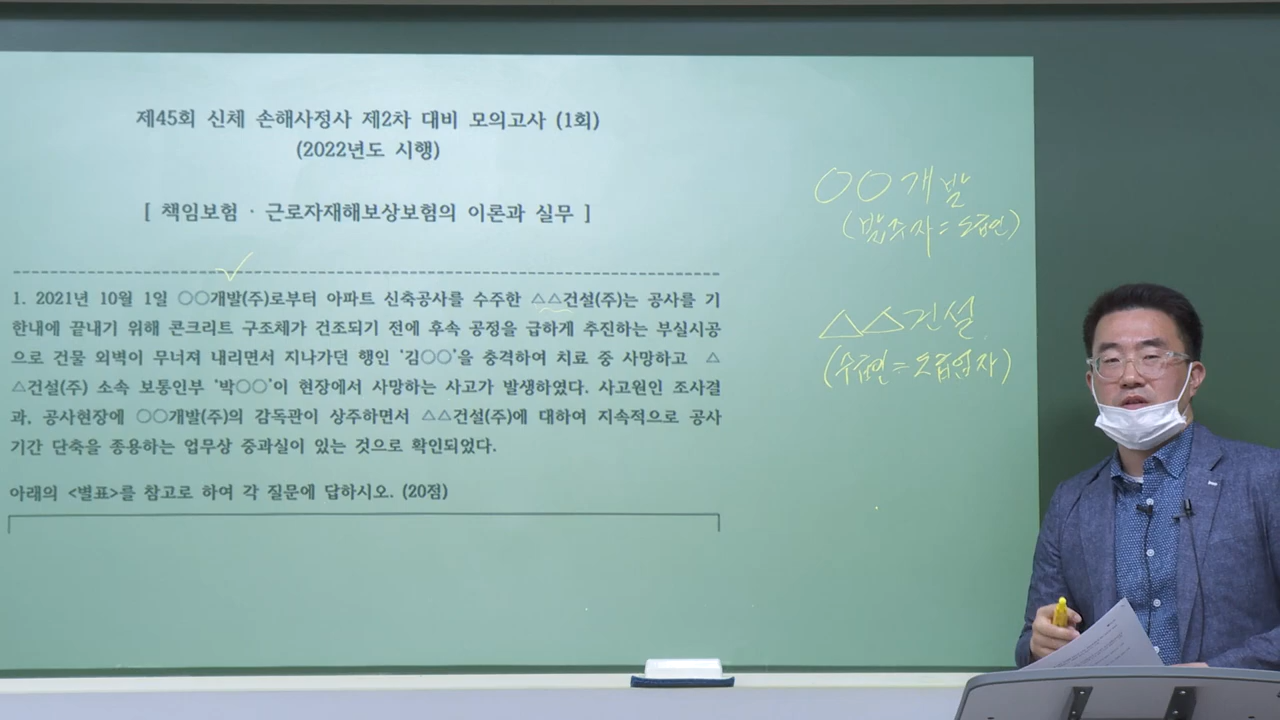 제45회 신체 손해사정사 제2차 대비 모의고사 (1회)
(2022년도 시행)
[ 책임보험 · 근로자재해보상보험의 이론과 실무 ]
1. 2021년 10월 1일 ○○개발(주)로부터 아파트 신축공사를 수주한 △△건설(주)는 공사를 기
한내에 끝내기 위해 콘크리트 구조체가 건조되기 전에 후속 공정을 급하게 추진하는 부실시공
으로 건물 외벽이 무너져 내리면서 지나가던 행인 '김○○'을 충격하여 치료 중 사망하고 △
△건설(주) 소속 보통인부 '박○○'이 현장에서 사망하는 사고가 발생하였다. 사고원인 조사결
과, 공사현장에 ○○개발(주)의 감독관이 상주하면서 △△건설(주)에 대하여 지속적으로 공사
기간 단축을 종용하는 업무상 중과실이 있는 것으로 확인되었다.
아래의 <별표>를 참고로 하여 각 질문에 답하시오. (20점)
○○개발
(발주자=도급인)
△△건설
(수급인=도급업자)